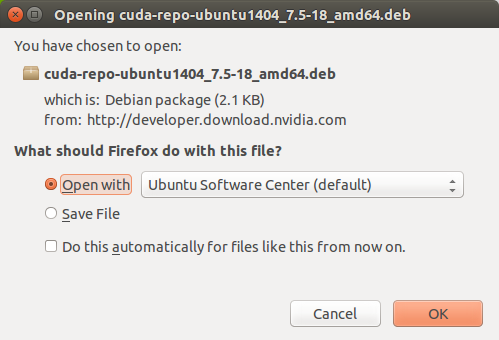 Opening cuda-repo-ubuntu1404_7.5-18_amd64.deb
You have chosen to open:
cuda-repo-ubuntu1404_7.5-18_amd64.deb
which is: Debian package (2.1 KB)
from: http://developer.download.nvidia.com
What should Firefox do with this file?
Open with Ubuntu Software Center (default)
Save File
Do this automatically for files like this from now on.
Cancel OK